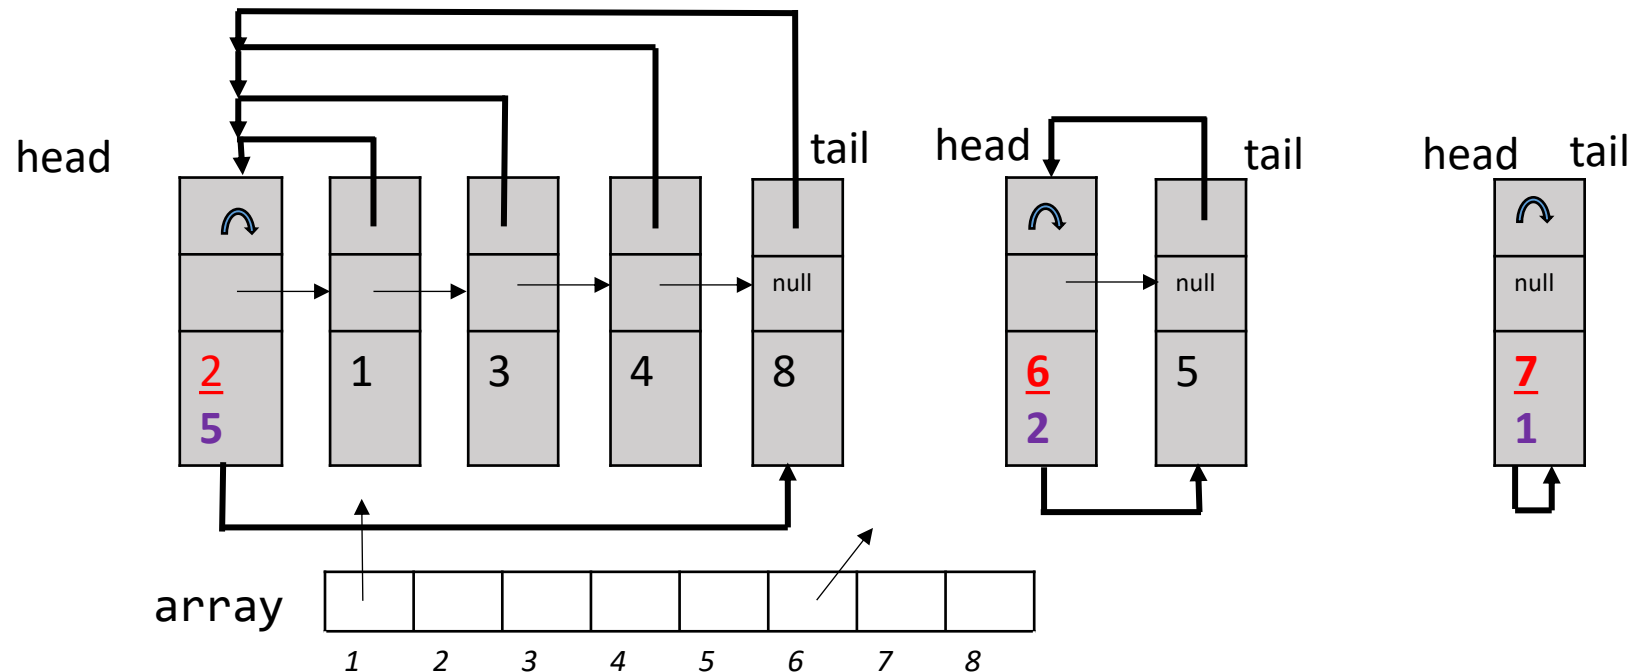 head tail head tail head tail
null null null
2 1 3 4 8 6 5 7
5 2 1
array
1 2 3 4 5 6 7 8